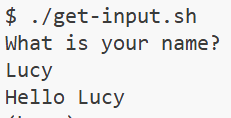 $ ./get-input.sh
What is your name?
Lucy
Hello Lucy